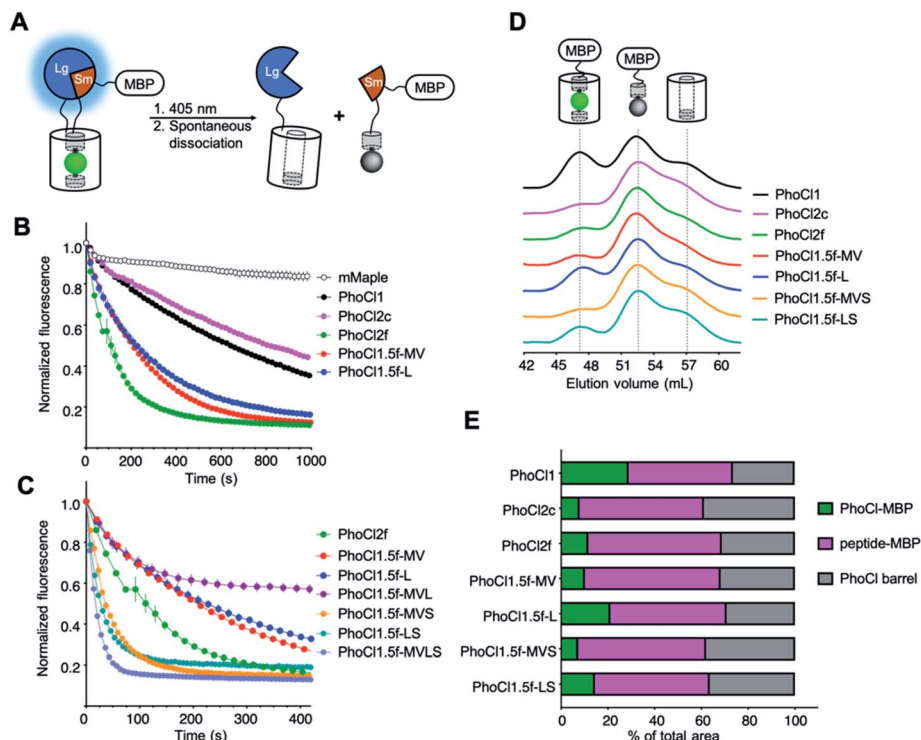 A
Lg
Sm
MBP
1. 405 nm
2. Spontaneous
dissociation
+
Lg
Sm
MBP
B
Normalized fluorescence
1.0
0.8
0.6
0.4
0.2
0 200 400 600 800 1000
Time (s)
mMaple
PhoCl1
PhoCl2c
PhoCl2f
PhoCl1.5f-MV
PhoCl1.5f-L
C
Normalized fluorescence
1.0
0.8
0.6
0.4
0.2
0 100 200 300 400
Time (s)
PhoCl2f
PhoCl1.5f-MV
PhoCl1.5f-L
PhoCl1.5f-MVL
PhoCl1.5f-MVS
PhoCl1.5f-LS
PhoCl1.5f-MVLS
D
MBP
MBP
PhoCl1
PhoCl2c
PhoCl2f
PhoCl1.5f-MV
PhoCl1.5f-L
PhoCl1.5f-MVS
PhoCl1.5f-LS
42 45 48 51 54 57 60
Elution volume (mL)
E
PhoCl1
PhoCl2c
PhoCl2f
PhoCl1.5f-MV
PhoCl1.5f-L
PhoCl1.5f-MVS
PhoCl1.5f-LS
0 20 40 60 80 100
% of total area
PhoCl-MBP
peptide-MBP
PhoCl barrel